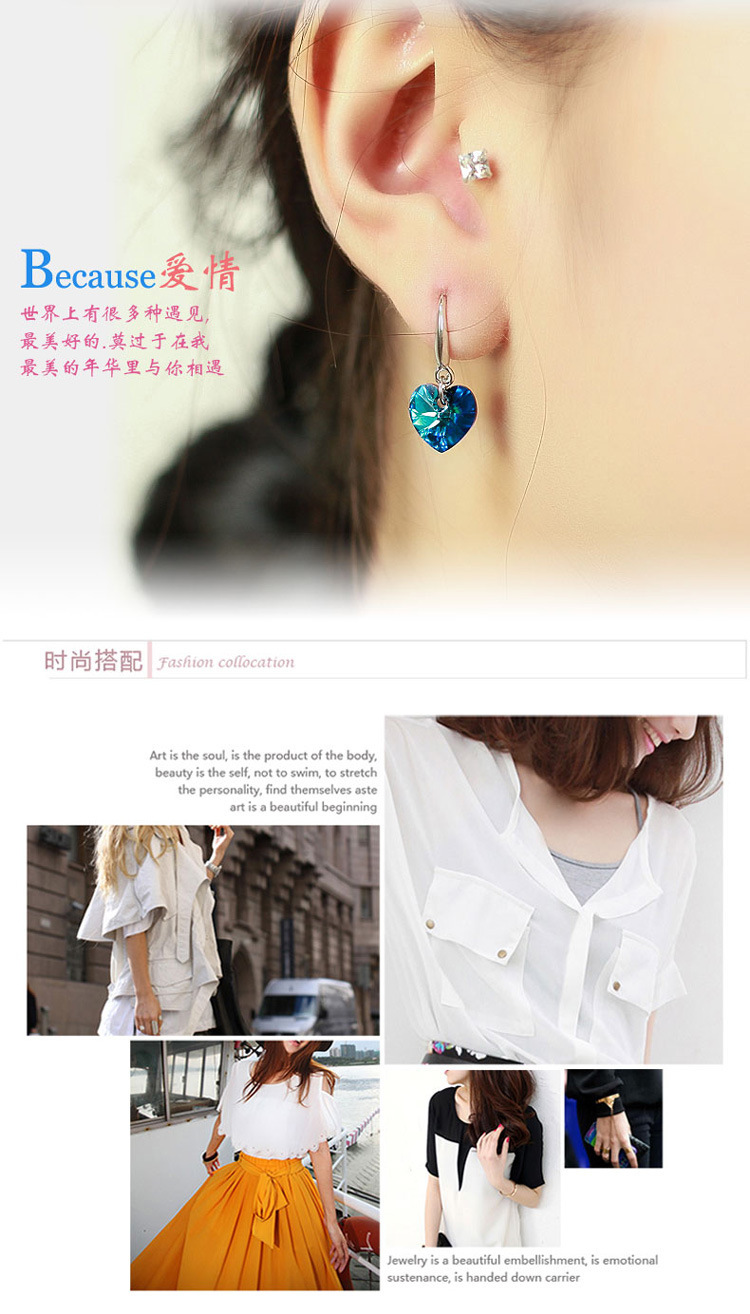 Because爱情
世界上有很多种遇见,
最美好的.莫过于在我
最美的年华里与你相遇
时尚搭配 Fashion collocation
Art is the soul, is the product of the body,
beauty is the self, not to swim, to stretch
the personality, find themselves aste
art is a beautiful beginning
Jewelry is a beautiful embellishment, is emotional
sustenance, is handed down carrier